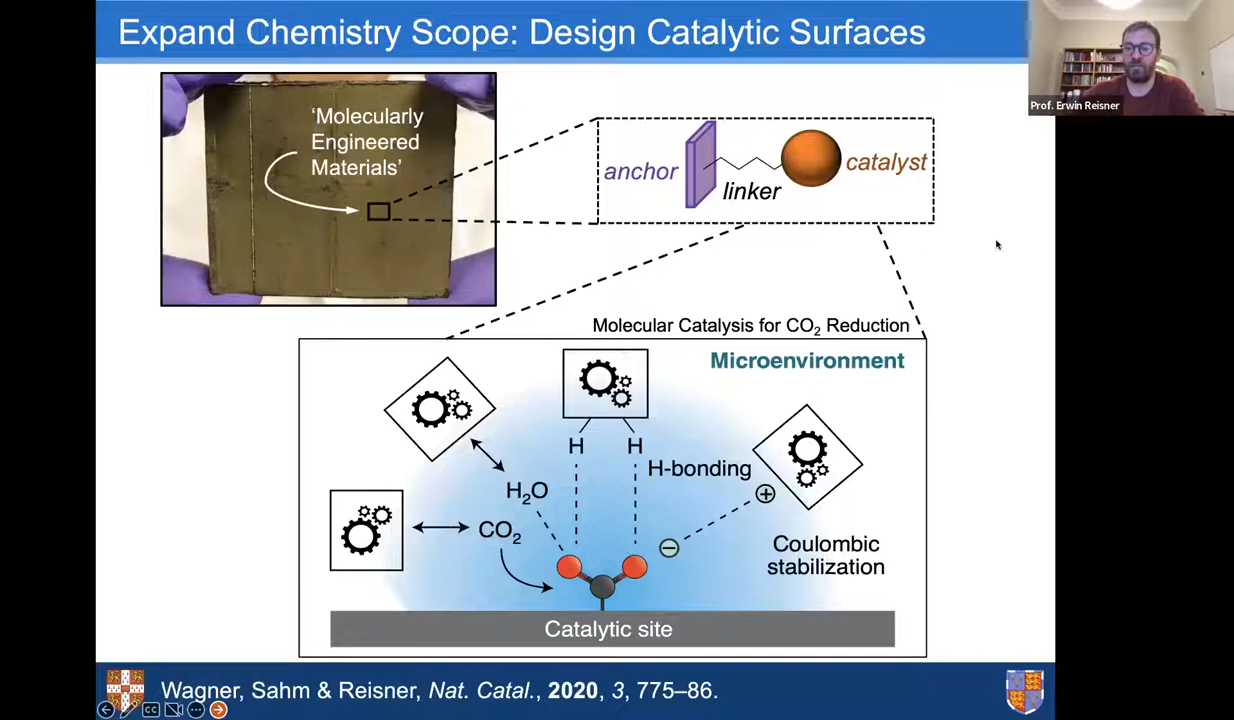 Expand Chemistry Scope: Design Catalytic Surfaces
Prof. Erwin Reisner
‘Molecularly
Engineered
Materials’
anchor
linker
catalyst
Molecular Catalysis for CO₂ Reduction
Microenvironment
H H
H-bonding
H₂O
+
CO₂
−
Coulombic
stabilization
Catalytic site
Wagner, Sahm & Reisner, Nat. Catal., 2020, 3, 775–86.
CC